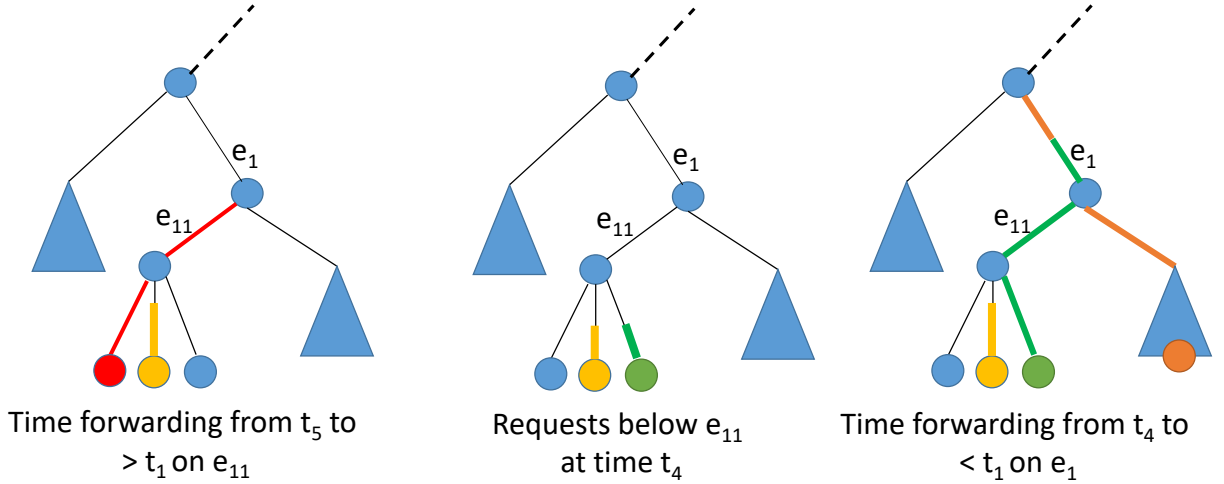 e₁
e₁₁
Time forwarding from t₅ to
> t₁ on e₁₁
e₁
e₁₁
Requests below e₁₁
at time t₄
e₁
e₁₁
Time forwarding from t₄ to
< t₁ on e₁